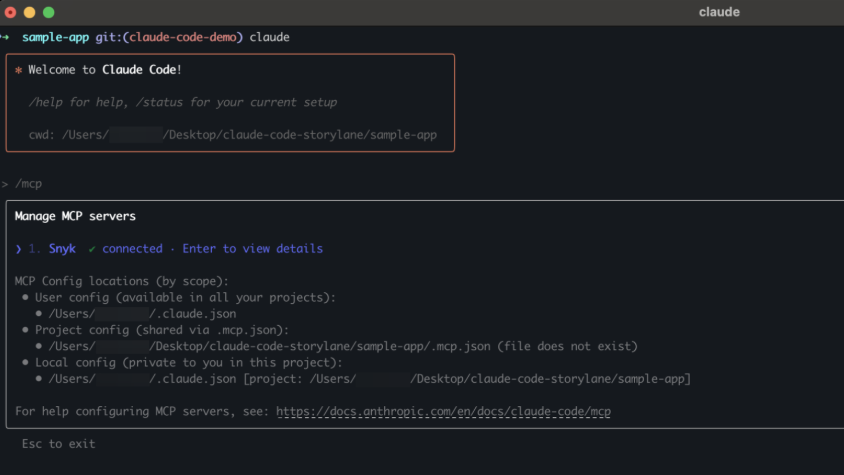 claude
sample-app git:(claude-code-demo) claude
* Welcome to Claude Code!
/help for help, /status for your current setup
cwd: /Users/ /Desktop/claude-code-storylane/sample-app
> /mcp
Manage MCP servers
❯ 1. Snyk ✔ connected · Enter to view details
MCP Config locations (by scope):
● User config (available in all your projects):
● /Users/ /.claude.json
● Project config (shared via .mcp.json):
● /Users/ /Desktop/claude-code-storylane/sample-app/.mcp.json (file does not exist)
● Local config (private to you in this project):
● /Users/ /.claude.json [project: /Users/ /Desktop/claude-code-storylane/sample-app]
For help configuring MCP servers, see: https://docs.anthropic.com/en/docs/claude-code/mcp
Esc to exit